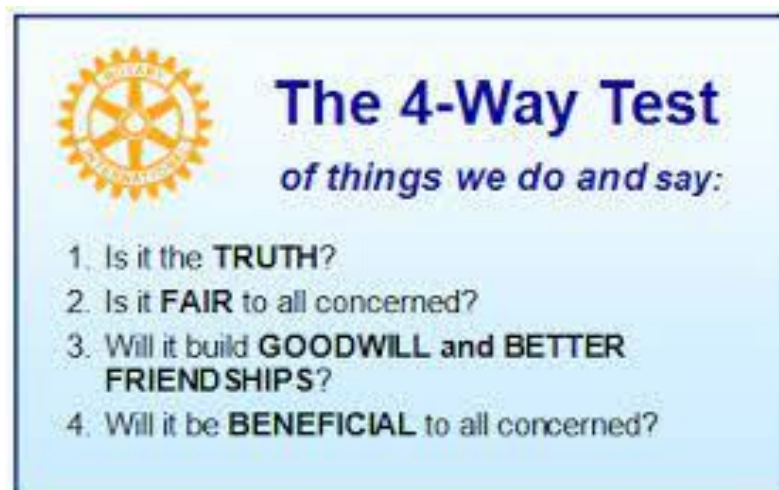 ROTARY
INTERNATIONAL
The 4-Way Test
of things we do and say:
1. Is it the TRUTH?
2. Is it FAIR to all concerned?
3. Will it build GOODWILL and BETTER
FRIENDSHIPS?
4. Will it be BENEFICIAL to all concerned?